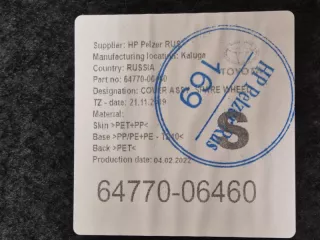 Supplier: HP Pelzer RUS
Manufacturing location: Kaluga
Country: RUSSIA
TOYOTA
Part no: 64770-06460
Designation: COVER ASSY, SPARE WHEEL
TZ - date: 21.11.2019
Material:
Skin >PET+PP<
Base >PP/PE+PE -
Back >PET<
Production date: 04.02.2022
S
HP Pelzer Rus
169
64770-06460